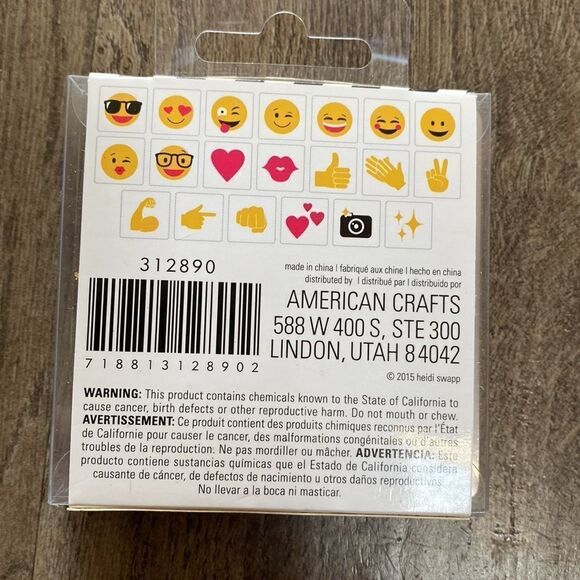 312890
7 18813 12890 2
made in china I fabriqué aux chine I hecho en china
distributed by I distribué par I distribuido por
AMERICAN CRAFTS
588 W 400 S, STE 300
LINDON, UTAH 84042
© 2015 heidi swapp
WARNING: This product contains chemicals known to the State of California to
cause cancer, birth defects or other reproductive harm. Do not mouth or chew.
AVERTISSEMENT: Ce produit contient des produits chimiques reconnus par l'État
de Californie pour causer le cancer, des malformations congénitales ou d'autres
troubles de la reproduction. Ne pas mordiller ou mâcher. ADVERTENCIA: Este
producto contiene sustancias químicas que el Estado de California considera
causante de cáncer, de defectos de nacimiento u otros daños reproductivos.
No llevar a la boca ni masticar.